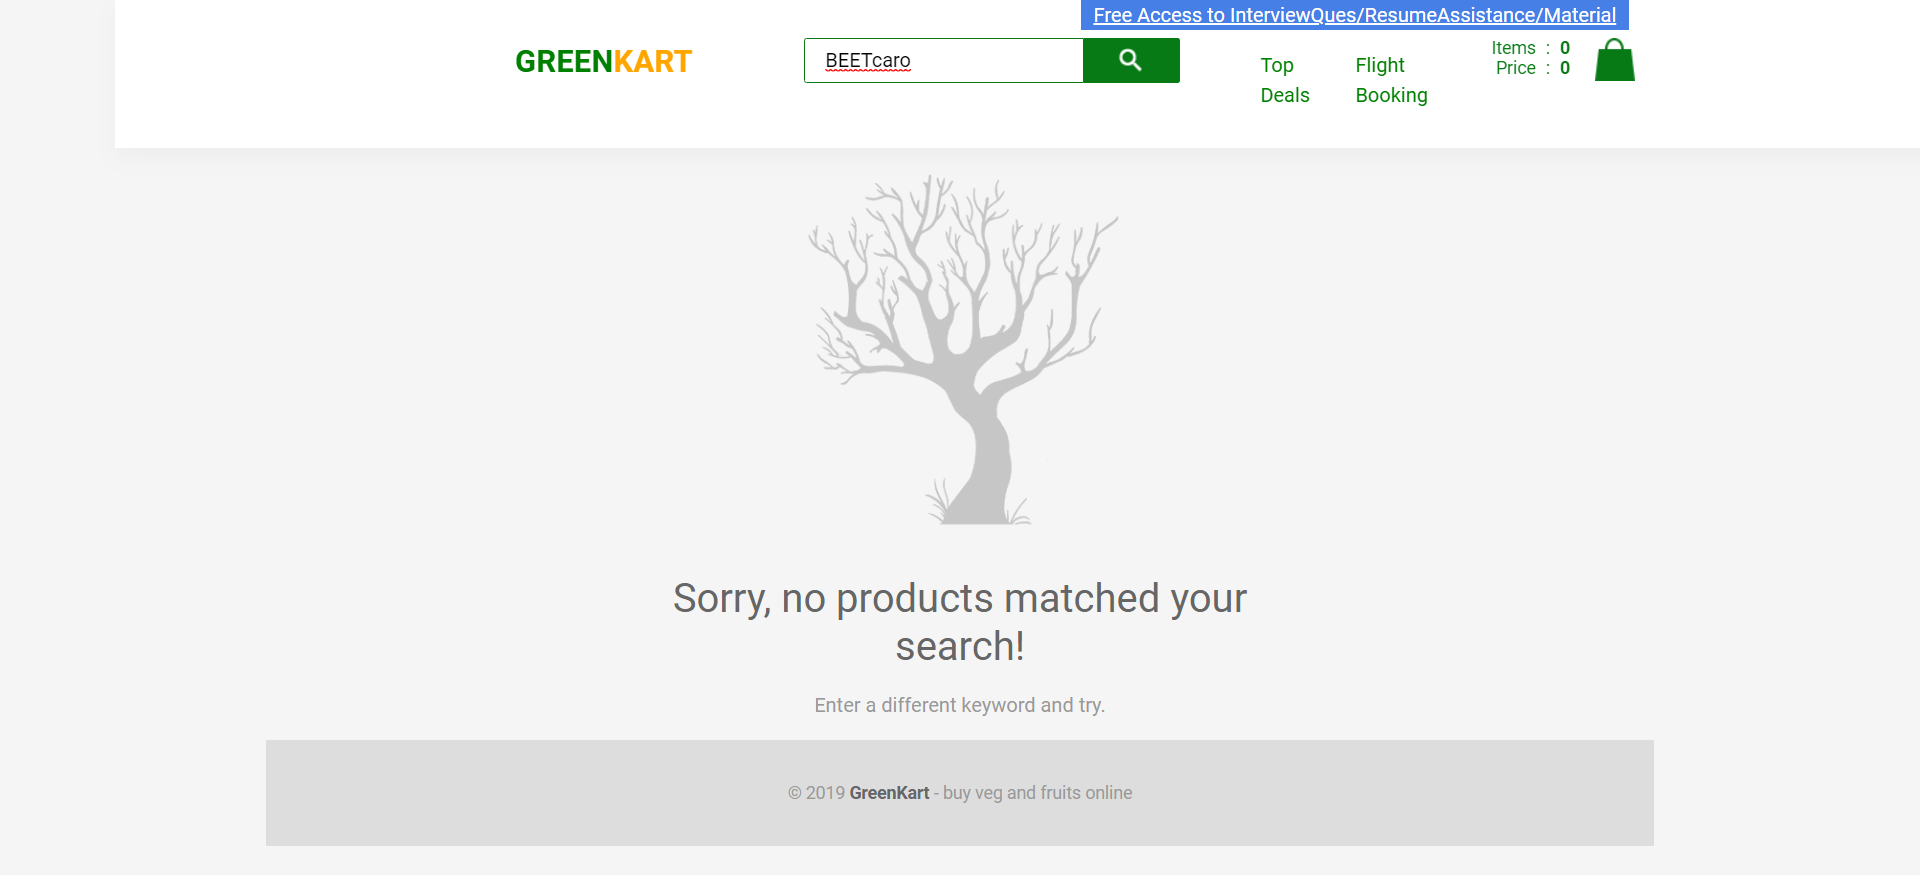 Free Access to InterviewQues/ResumeAssistance/Material
GREENKART
BEETcaro
Top
Deals
Flight
Booking
Items : 0
Price : 0
Sorry, no products matched your
search!
Enter a different keyword and try.
© 2019 GreenKart - buy veg and fruits online